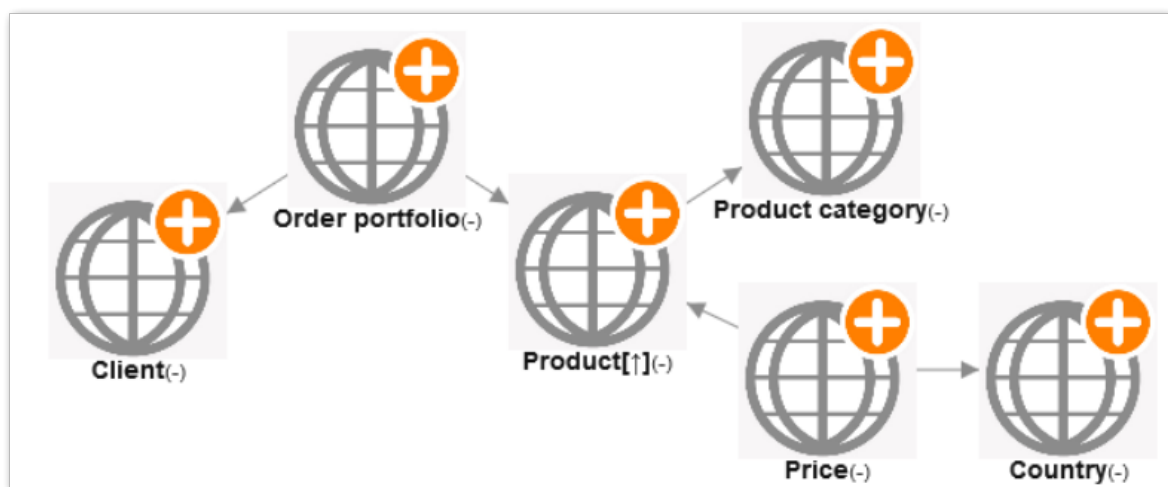 Order portfolio(-)
Product category(-)
Client(-)
Product[↑](-)
Price(-)
Country(-)